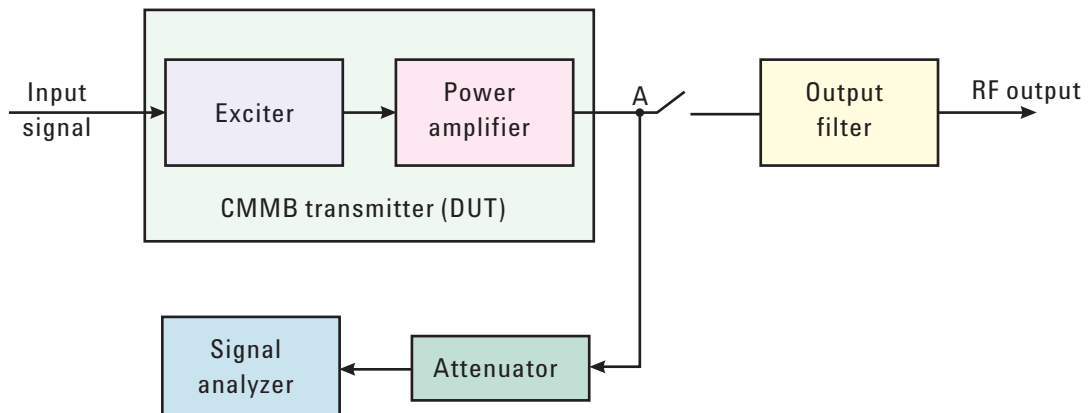 Input
signal
Exciter
Power
amplifier
CMMB transmitter (DUT)
A
Output
filter
RF output
Signal
analyzer
Attenuator